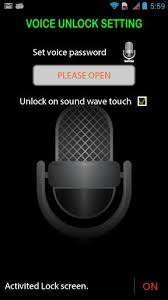 5:59
VOICE UNLOCK SETTING
Set voice password
PLEASE OPEN
Unlock on sound wave touch
Activited Lock screen.
ON